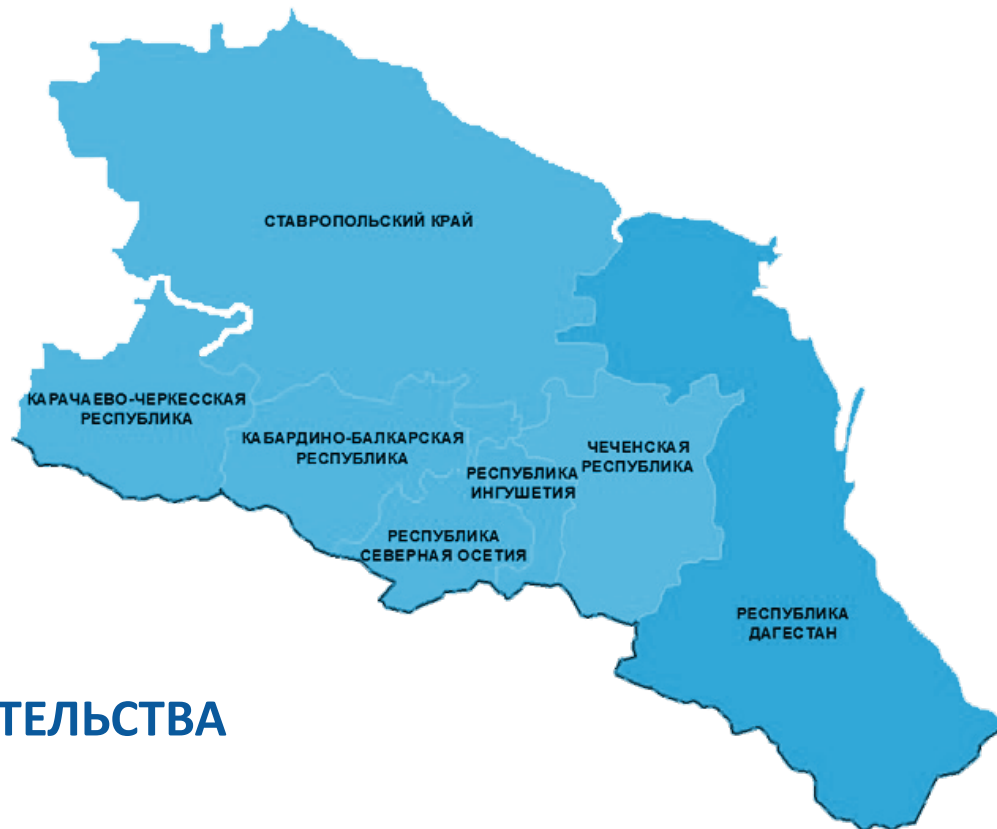 СТАВРОПОЛЬСКИЙ КРАЙ
КАРАЧАЕВО-ЧЕРКЕССКАЯ
РЕСПУБЛИКА
КАБАРДИНО-БАЛКАРСКАЯ
РЕСПУБЛИКА
ЧЕЧЕНСКАЯ
РЕСПУБЛИКА
РЕСПУБЛИКА
ИНГУШЕТИЯ
РЕСПУБЛИКА
СЕВЕРНАЯ ОСЕТИЯ
РЕСПУБЛИКА
ДАГЕСТАН
ТЕЛЬСТВА